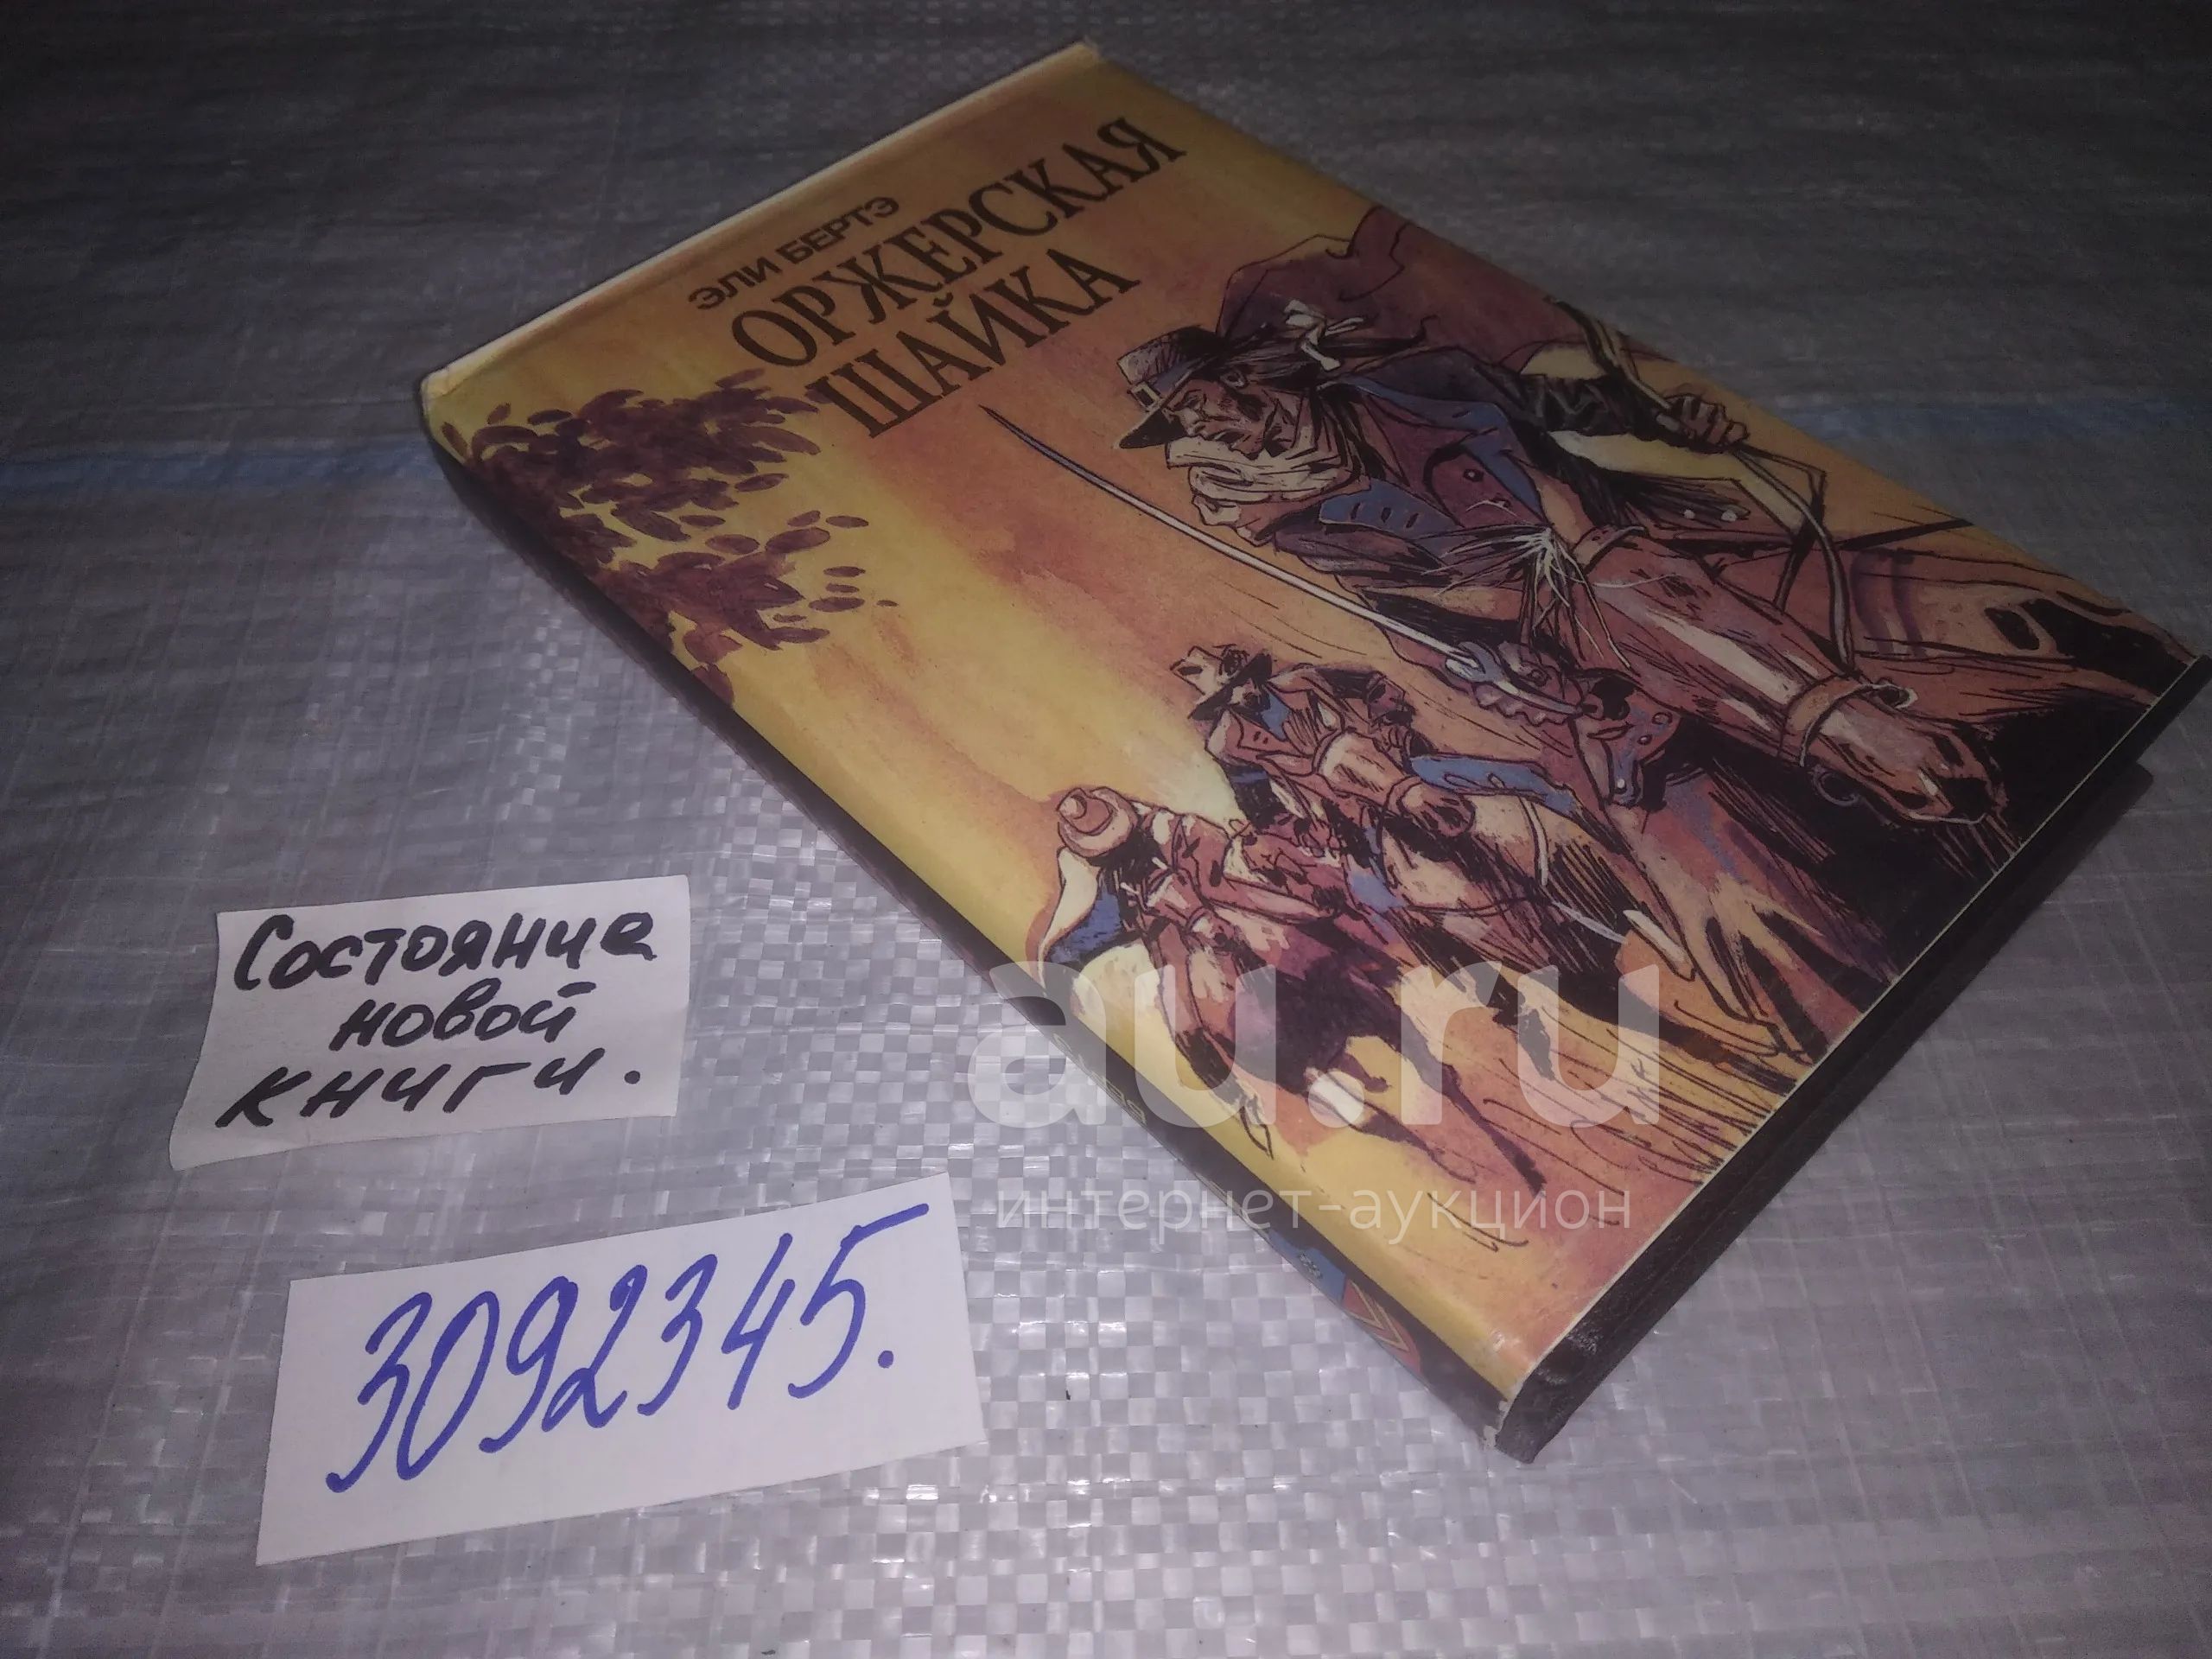 ЭЛИ БЕРТЭ
ОРЖЕРСКАЯ
ШАЙКА
Состояние
новой
книги.
3092345.
au.ru
интернет-аукцион